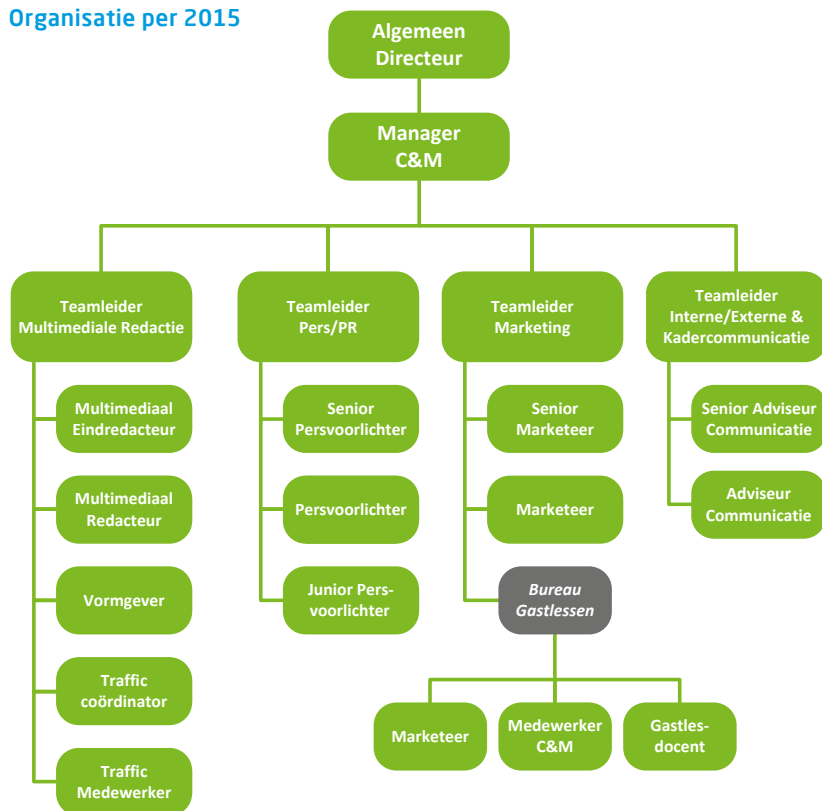 Organisatie per 2015
Algemeen
Directeur
Manager
C&M
Teamleider
Multimediale Redactie
Teamleider
Pers/PR
Teamleider
Marketing
Teamleider
Interne/Externe &
Kadercommunicatie
Multimediaal
Eindredacteur
Senior
Persvoorlichter
Senior
Marketeer
Senior Adviseur
Communicatie
Multimediaal
Redacteur
Persvoorlichter
Marketeer
Adviseur
Communicatie
Vormgever
Junior Pers-
voorlichter
Bureau
Gastlessen
Traffic
coördinator
Marketeer
Medewerker
C&M
Gastles-
docent
Traffic
Medewerker